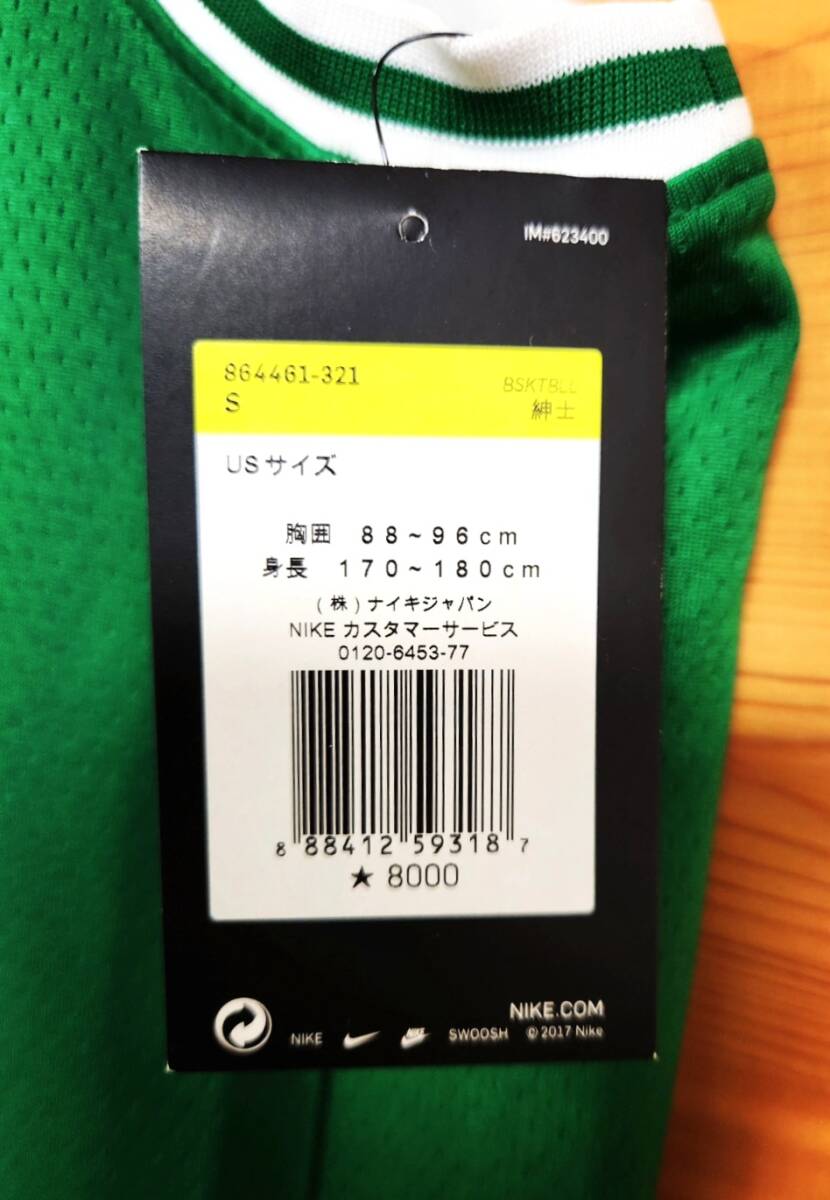 IM#623400
864461-321
BSKTBLL
S
紳士
USサイズ
胸囲 88~96cm
身長 170~180cm
(株)ナイキジャパン
NIKE カスタマーサービス
0120-6453-77
8 88412 59318 7
★ 8000
NIKE.COM
NIKE SWOOSH © 2017 Nike